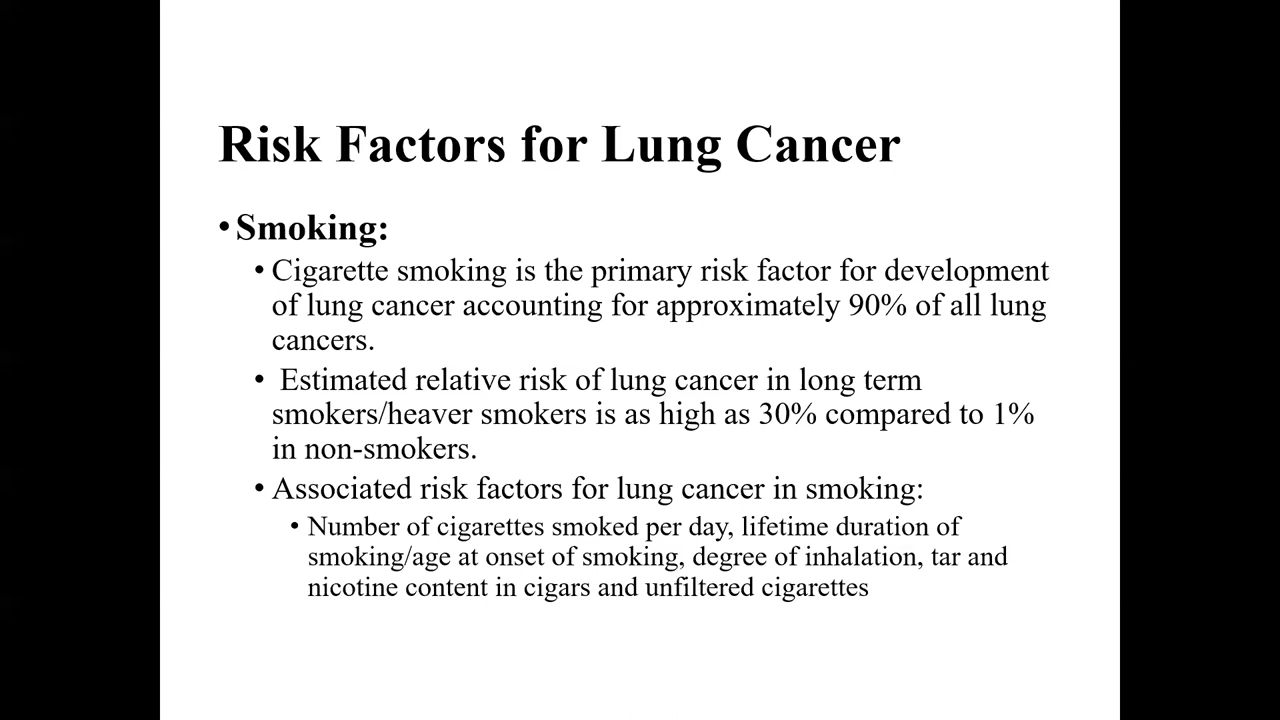 Risk Factors for Lung Cancer
• Smoking:
• Cigarette smoking is the primary risk factor for development
of lung cancer accounting for approximately 90% of all lung
cancers.
• Estimated relative risk of lung cancer in long term
smokers/heaver smokers is as high as 30% compared to 1%
in non-smokers.
• Associated risk factors for lung cancer in smoking:
• Number of cigarettes smoked per day, lifetime duration of
smoking/age at onset of smoking, degree of inhalation, tar and
nicotine content in cigars and unfiltered cigarettes